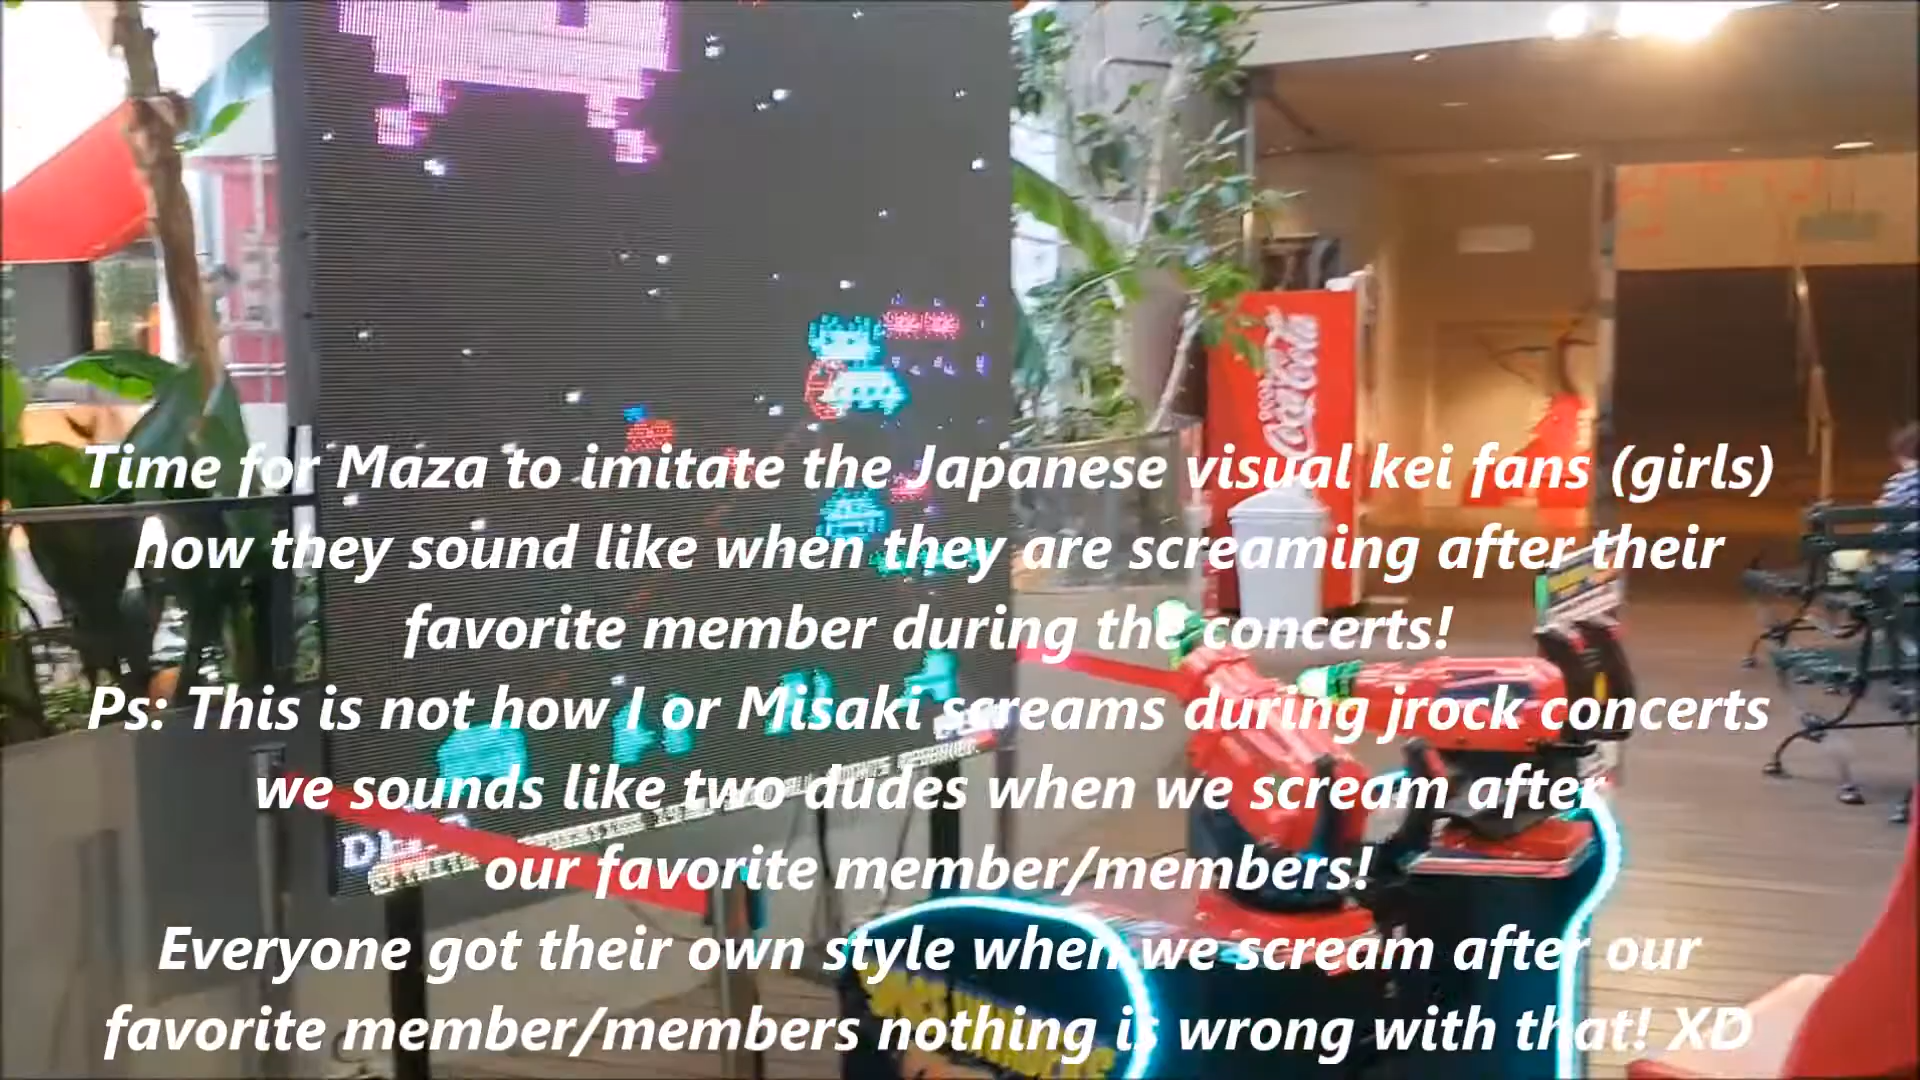 Time for Maza to imitate the Japanese visual kei fans (girls)
how they sound like when they are screaming after their
favorite member during the concerts!
Ps: This is not how I or Misaki screams during jrock concerts
we sounds like two dudes when we scream after
our favorite member/members!
Everyone got their own style when we scream after our
favorite member/members nothing is wrong with that! XD
Coca-Cola